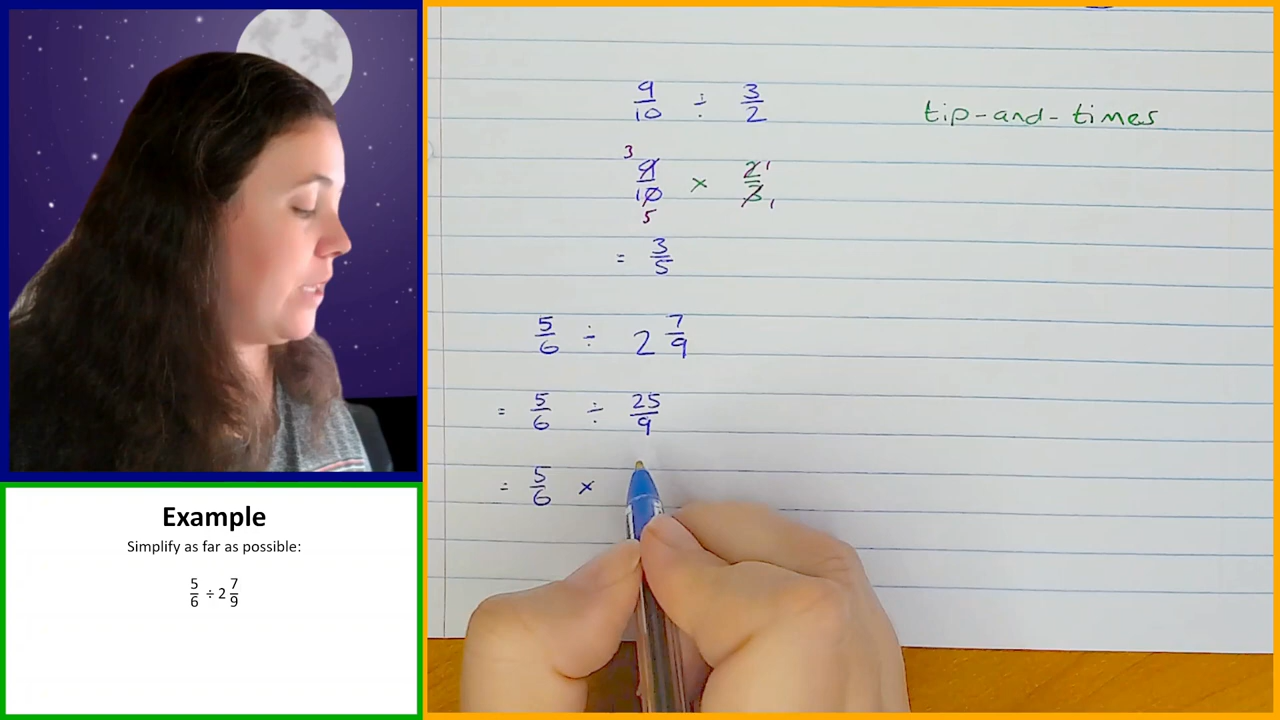 Example
Simplify as far as possible:
5/6 ÷ 2 7/9
9/10 ÷ 3/2
tip-and-times
3 9/10 5 × 2/3 1 1
= 3/5
5/6 ÷ 2 7/9
= 5/6 ÷ 25/9
= 5/6 ×